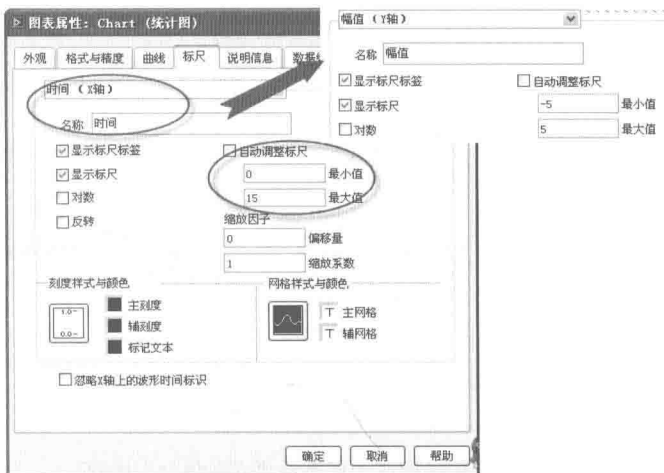 图表属性：Chart (统计图)
外观 格式与精度 曲线 标尺 说明信息
时间 (X轴)
名称 时间
显示标尺标签
自动调整标尺
显示标尺
0 最小值
对数
15 最大值
反转
缩放因子
0 偏移量
1 缩放系数
刻度样式与颜色
1.0-
0.0-
主刻度
辅刻度
标记文本
网格样式与颜色
主网格
辅网格
忽略X轴上的波形时间标识
确定 取消 帮助
幅值 (Y轴)
名称 幅值
显示标尺标签
自动调整标尺
显示标尺
-5 最小值
对数
5 最大值